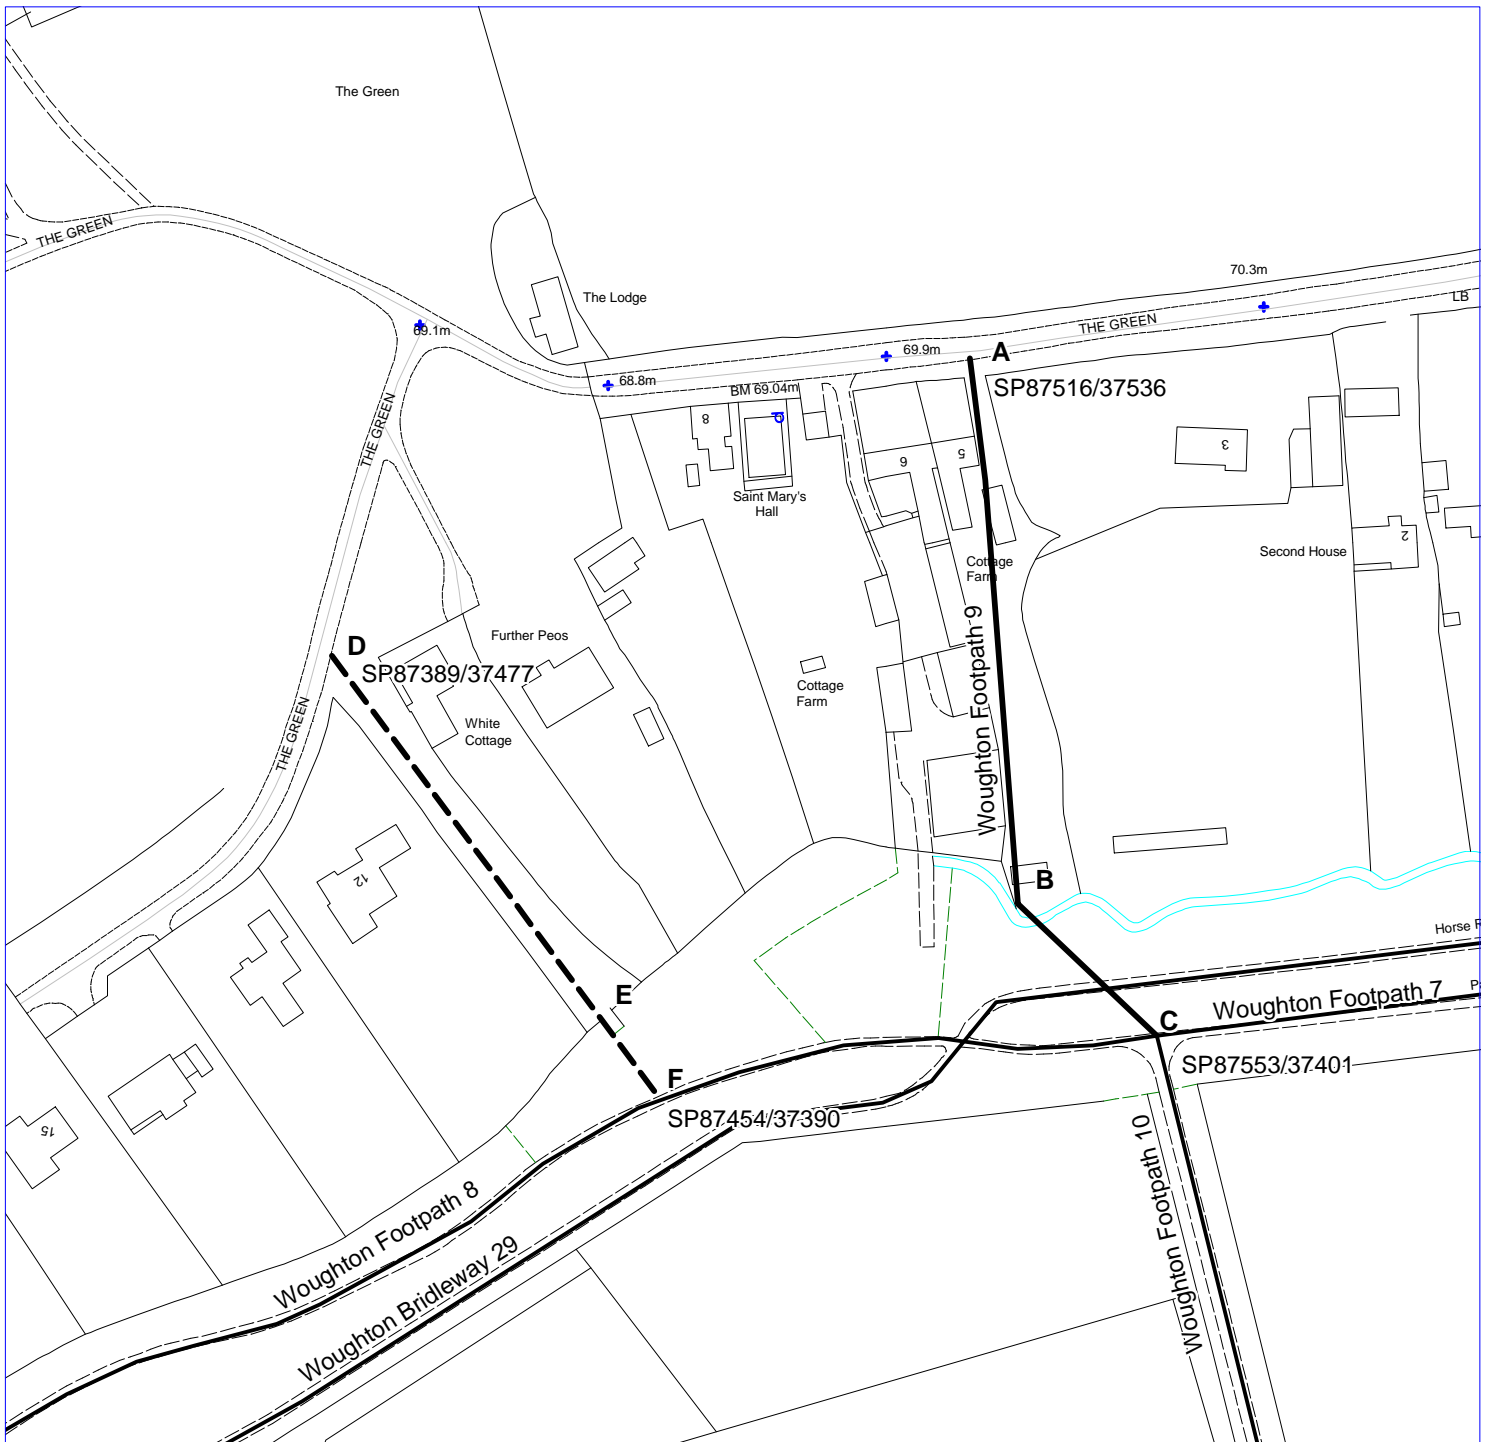 The Green
THE GREEN
70.3m
LB
The Lodge
THE GREEN
69.1m
69.9m
A
68.8m
BM 69.04m
SP87516/37536
THE GREEN
8
3
6
5
Saint Mary's
Hall
2
Second House
Cottage
Farm
Woughton Footpath 9
Further Peos
D
SP87389/37477
Cottage
Farm
THE GREEN
White
Cottage
12
B
Horse R
E
Woughton Footpath 7
P
C
SP87553/37401
F
SP87454/37390
15
Woughton Footpath 10
Woughton Footpath 8
Woughton Bridleway 29